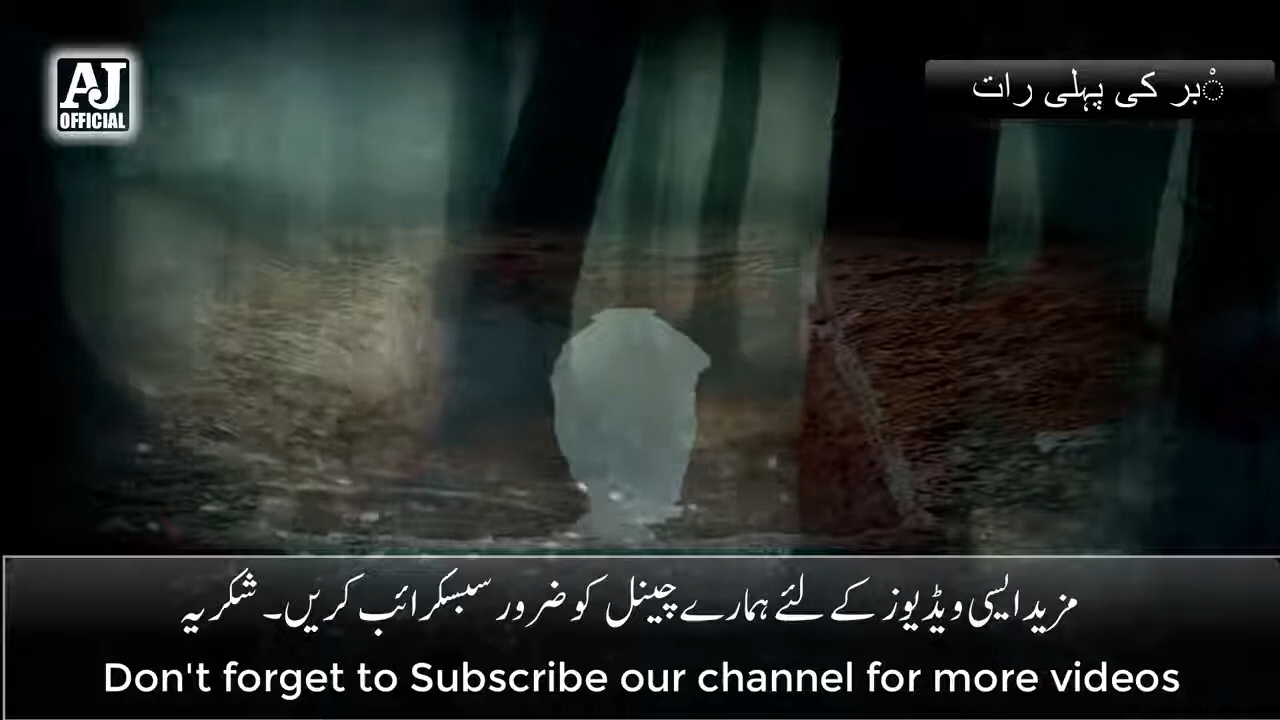 AJ
OFFICIAL
ْبر کی پہلی رات
مزید ایسی ویڈیوز کے لئے ہمارے چینل کو ضرور سبسکرائب کریں۔ شکریہ
Don't forget to Subscribe our channel for more videos